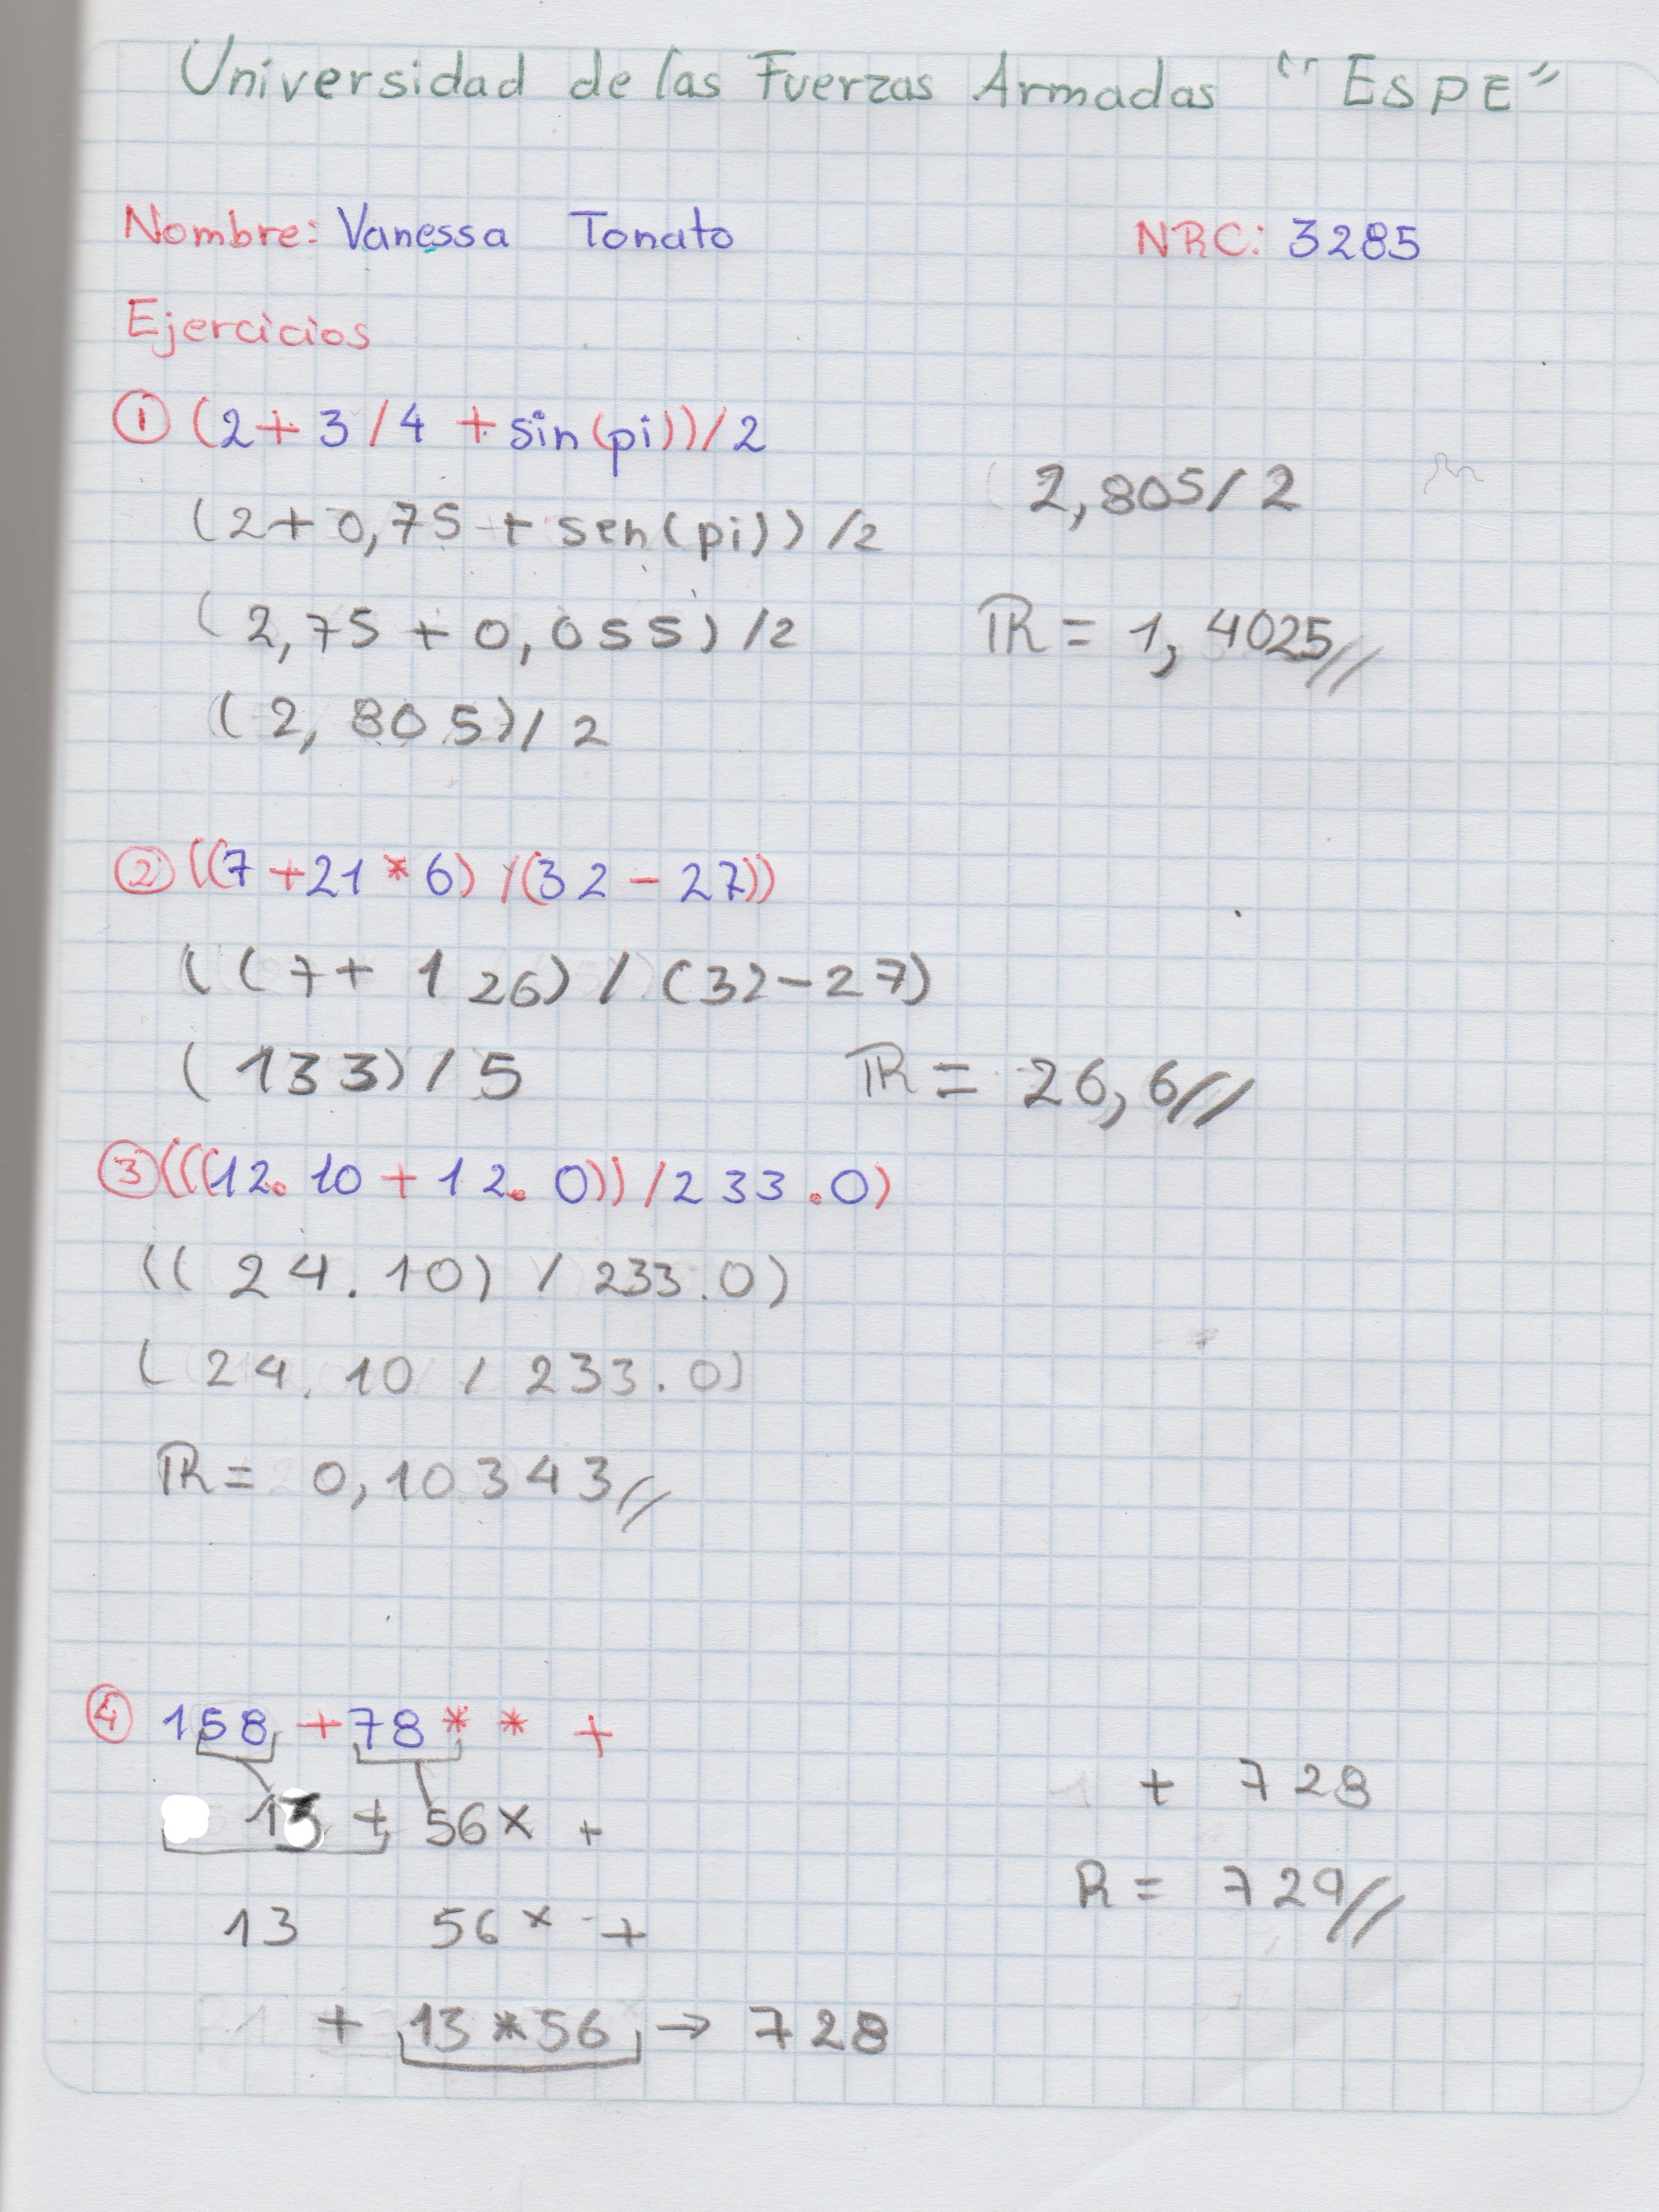 Universidad de las Fuerzas Armadas "ESPE"
Nombre: Vanessa Tonato NRC: 3285
Ejercicios
① (2+3/4+sin(pi))/2
(2+0,75+sen(pi))/2
(2,75+0,055)/2
(2,805)/2
2,805/2
R=1,4025//
② ((7+21*6)/(32-27))
((7+126)/(32-27)
(133)/5 R=26,6//
③ (((12.10+12.0))/233.0)
((24.10)/233.0)
(24.10/233.0)
R=0,10343//
④ 158+78**+
13+56x+
13 56x+
+13*56→728
+728
R=729//